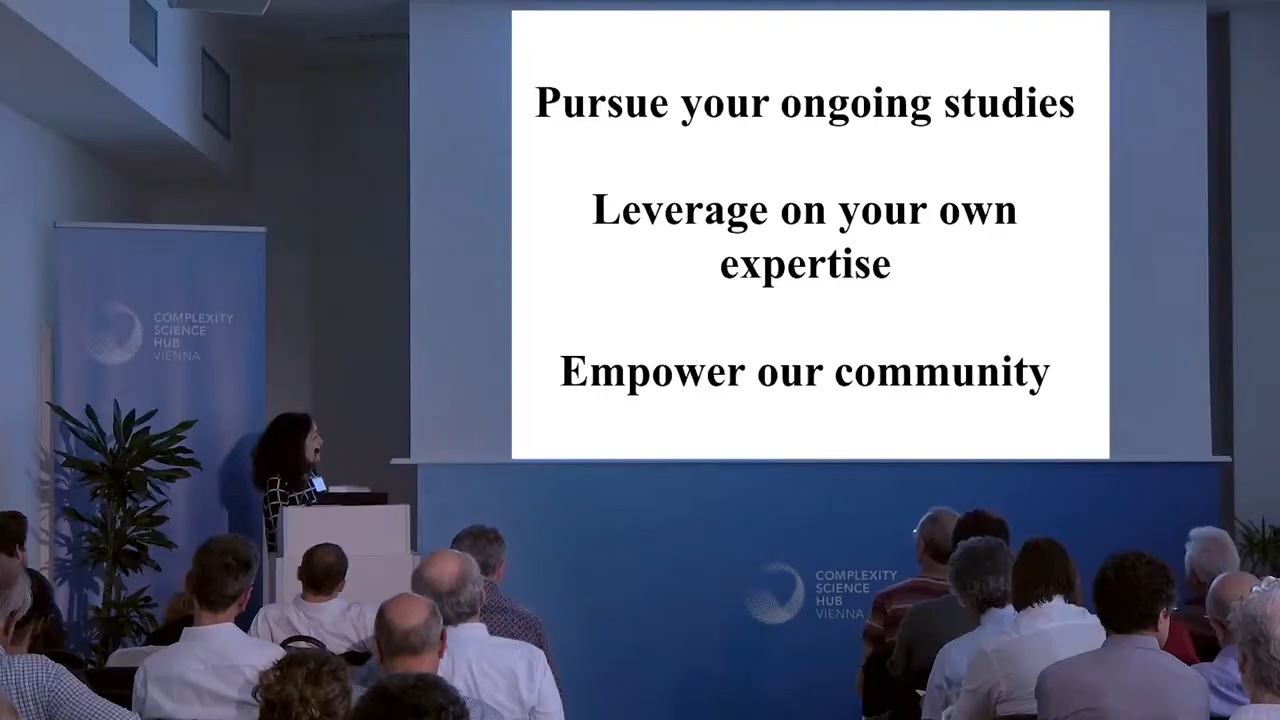 Pursue your ongoing studies
Leverage on your own
expertise
Empower our community
COMPLEXITY
SCIENCE
HUB
VIENNA
COMPLEXITY
SCIENCE
HUB
VIENNA